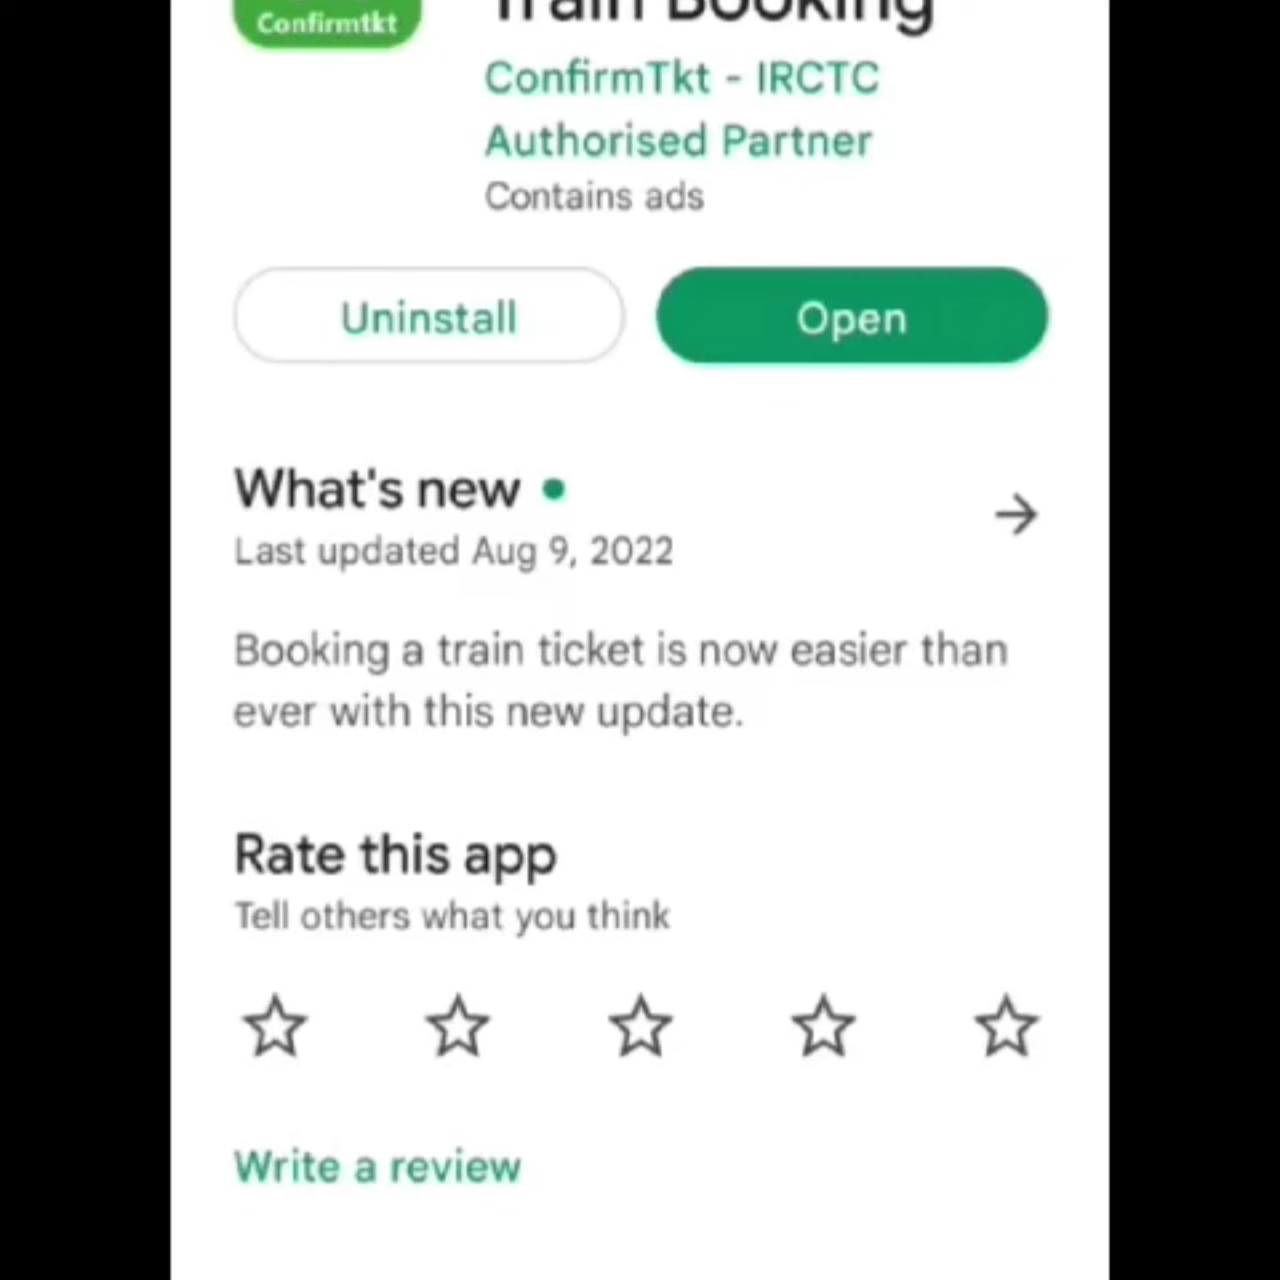 Confirmtkt
Train Booking
ConfirmTkt - IRCTC
Authorised Partner
Contains ads
Uninstall
Open
What's new
Last updated Aug 9, 2022
Booking a train ticket is now easier than
ever with this new update.
Rate this app
Tell others what you think
Write a review